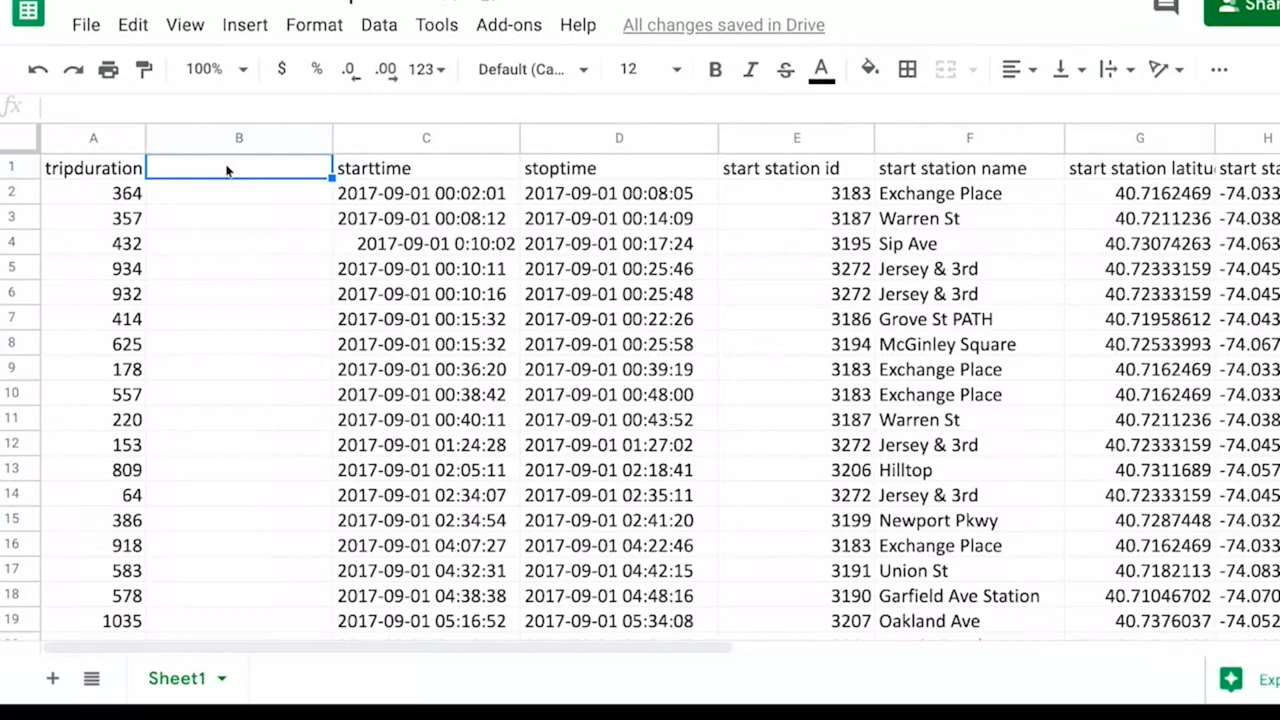 File Edit View Insert Format Data Tools Add-ons Help All changes saved in Drive
100% $ % .0 .00 123 Default (Ca... 12 B I S A ...
fx
A B C D E F G H
1 tripduration starttime stoptime start station id start station name start station latitu start sta
2 364 2017-09-01 00:02:01 2017-09-01 00:08:05 3183 Exchange Place 40.7162469 -74.033
3 357 2017-09-01 00:08:12 2017-09-01 00:14:09 3187 Warren St 40.7211236 -74.038
4 432 2017-09-01 0:10:02 2017-09-01 00:17:24 3195 Sip Ave 40.73074263 -74.063
5 934 2017-09-01 00:10:11 2017-09-01 00:25:46 3272 Jersey & 3rd 40.72333159 -74.045
6 932 2017-09-01 00:10:16 2017-09-01 00:25:48 3272 Jersey & 3rd 40.72333159 -74.045
7 414 2017-09-01 00:15:32 2017-09-01 00:22:26 3186 Grove St PATH 40.71958612 -74.043
8 625 2017-09-01 00:15:32 2017-09-01 00:25:58 3194 McGinley Square 40.72533993 -74.067
9 178 2017-09-01 00:36:20 2017-09-01 00:39:19 3183 Exchange Place 40.7162469 -74.033
10 557 2017-09-01 00:38:42 2017-09-01 00:48:00 3183 Exchange Place 40.7162469 -74.033
11 220 2017-09-01 00:40:11 2017-09-01 00:43:52 3187 Warren St 40.7211236 -74.038
12 153 2017-09-01 01:24:28 2017-09-01 01:27:02 3272 Jersey & 3rd 40.72333159 -74.045
13 809 2017-09-01 02:05:11 2017-09-01 02:18:41 3206 Hilltop 40.7311689 -74.057
14 64 2017-09-01 02:34:07 2017-09-01 02:35:11 3272 Jersey & 3rd 40.72333159 -74.045
15 386 2017-09-01 02:34:54 2017-09-01 02:41:20 3199 Newport Pkwy 40.7287448 -74.032
16 918 2017-09-01 04:07:27 2017-09-01 04:22:46 3183 Exchange Place 40.7162469 -74.033
17 583 2017-09-01 04:32:31 2017-09-01 04:42:15 3191 Union St 40.7182113 -74.083
18 578 2017-09-01 04:38:38 2017-09-01 04:48:16 3190 Garfield Ave Station 40.71046702 -74.070
19 1035 2017-09-01 05:16:52 2017-09-01 05:34:08 3207 Oakland Ave 40.7376037 -74.052
Sheet1 Exp